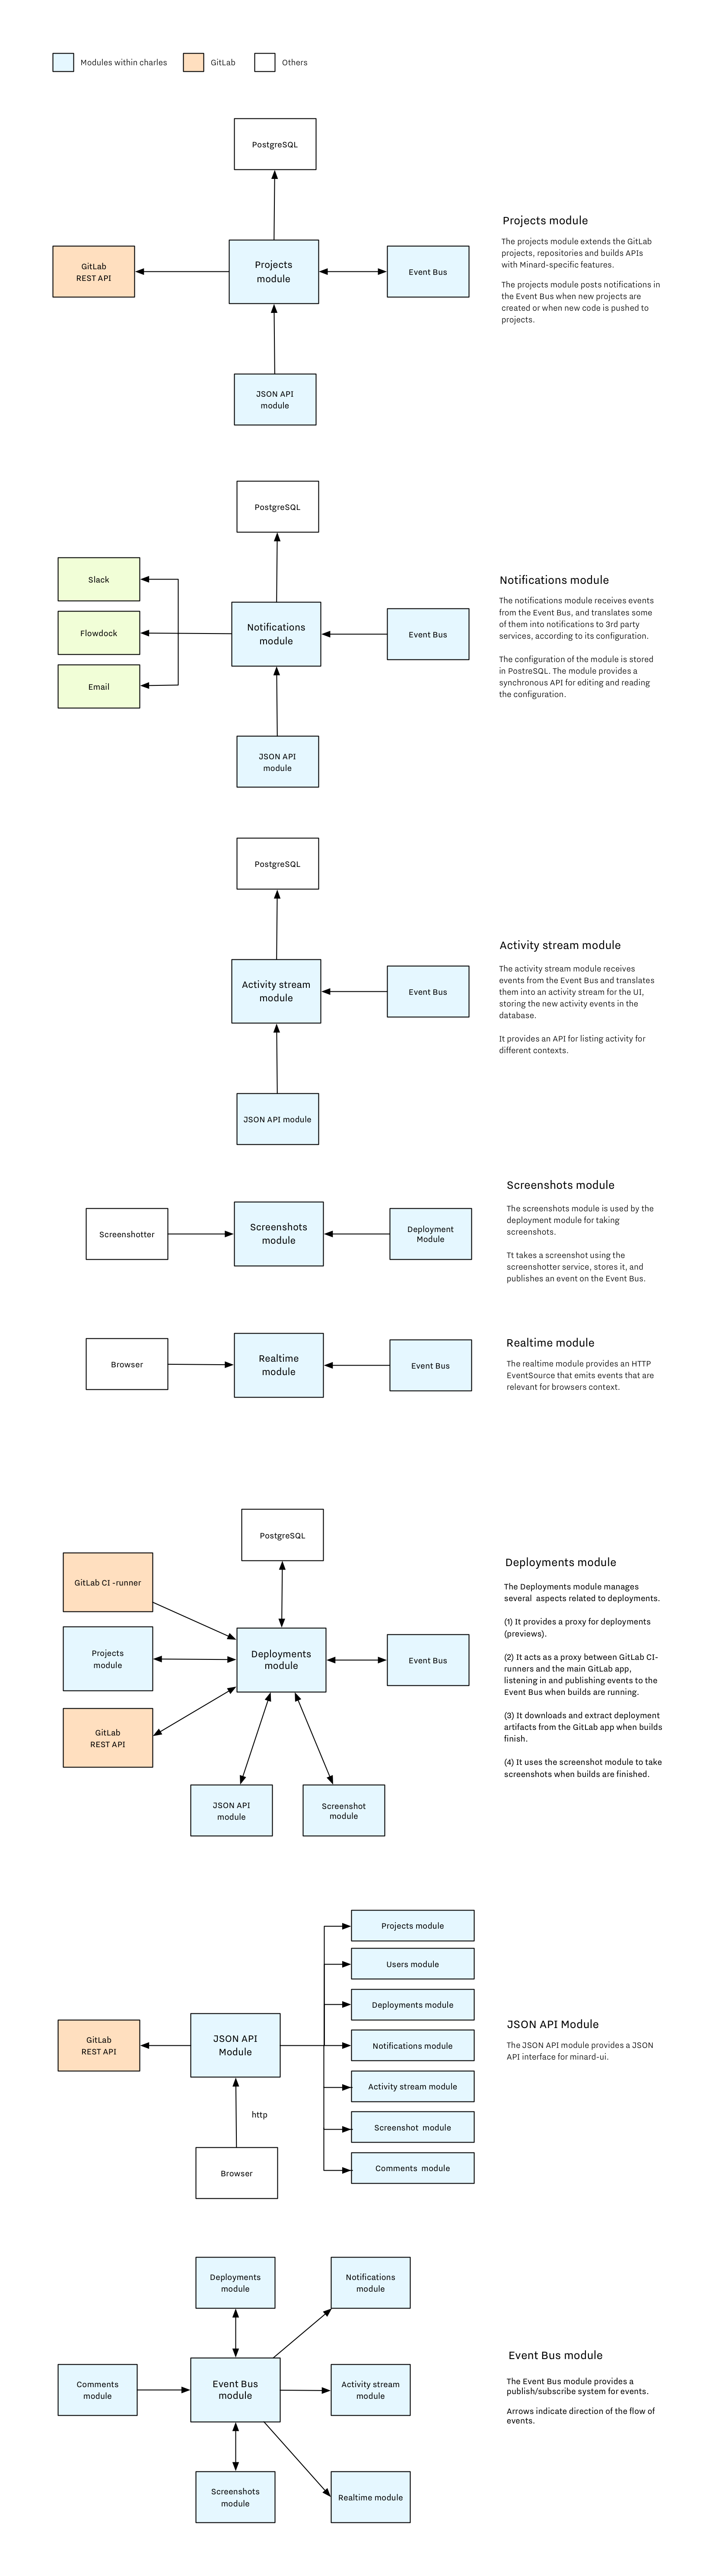 Modules within charles
GitLab
Others
PostgreSQL
GitLab
REST API
Projects
module
Event Bus
JSON API
module
Projects module
The projects module extends the GitLab
projects, repositories and builds APIs
with Minard-specific features.
The projects module posts notifications in
the Event Bus when new projects are
created or when new code is pushed to
projects.
PostgreSQL
Slack
Flowdock
Email
Notifications
module
Event Bus
JSON API
module
Notifications module
The notifications module receives events
from the Event Bus, and translates some
of them into notifications to 3rd party
services, according to its configuration.
The configuration of the module is stored
in PostreSQL. The module provides a
synchronous API for editing and reading
the configuration.
PostgreSQL
Activity stream
module
Event Bus
JSON API module
Activity stream module
The activity stream module receives
events from the Event Bus and translates
them into an activity stream for the UI,
storing the new activity events in the
database.
It provides an API for listing activity for
different contexts.
Screenshotter
Screenshots
module
Deployment
Module
Screenshots module
The screenshots module is used by the
deployment module for taking
screenshots.
Tt takes a screenshot using the
screenshotter service, stores it, and
publishes an event on the Event Bus.
Browser
Realtime
module
Event Bus
Realtime module
The realtime module provides an HTTP
EventSource that emits events that are
relevant for browsers context.
PostgreSQL
GitLab CI -runner
Projects
module
GitLab
REST API
Deployments
module
Event Bus
JSON API
module
Screenshot
module
Deployments module
The Deployments module manages
several aspects related to deployments.
(1) It provides a proxy for deployments
(previews).
(2) It acts as a proxy between GitLab CI-
runners and the main GitLab app,
listening in and publishing events to the
Event Bus when builds are running.
(3) It downloads and extract deployment
artifacts from the GitLab app when builds
finish.
(4) It uses the screenshot module to take
screenshots when builds are finished.
GitLab
REST API
JSON API
Module
http
Browser
Projects module
Users module
Deployments module
Notifications module
Activity stream module
Screenshot module
Comments module
JSON API Module
The JSON API module provides a JSON
API interface for minard-ui.
Deployments
module
Notifications
module
Comments
module
Event Bus
module
Activity stream
module
Screenshots
module
Realtime module
Event Bus module
The Event Bus module provides a
publish/subscribe system for events.
Arrows indicate direction of the flow of
events.